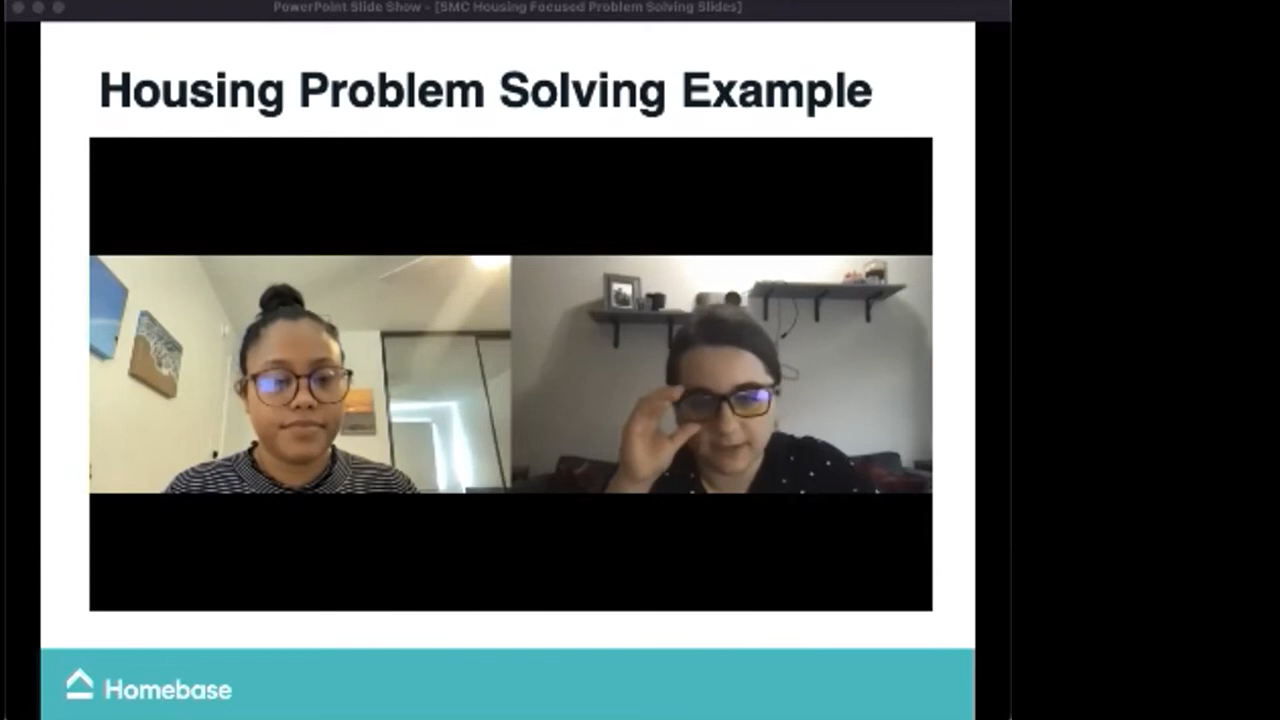 PowerPoint Slide Show - [SMC Housing Focused Problem Solving Slides]
Housing Problem Solving Example
Homebase